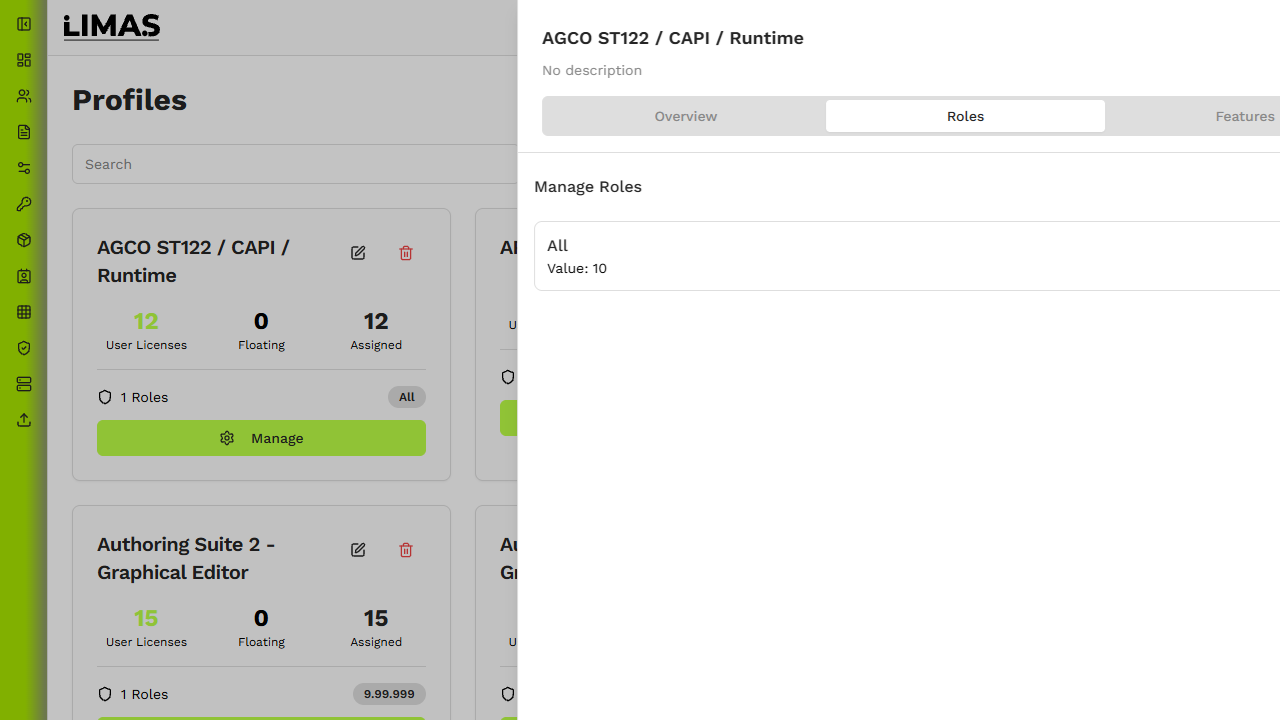 LIMAS
Profiles
Search
AGCO ST122 / CAPI /
Runtime
12
0
12
User Licenses
Floating
Assigned
1 Roles
All
Manage
Authoring Suite 2 -
Graphical Editor
15
0
15
User Licenses
Floating
Assigned
1 Roles
9.99.999
AGCO ST122 / CAPI / Runtime
No description
Overview
Roles
Features
Manage Roles
All
Value: 10